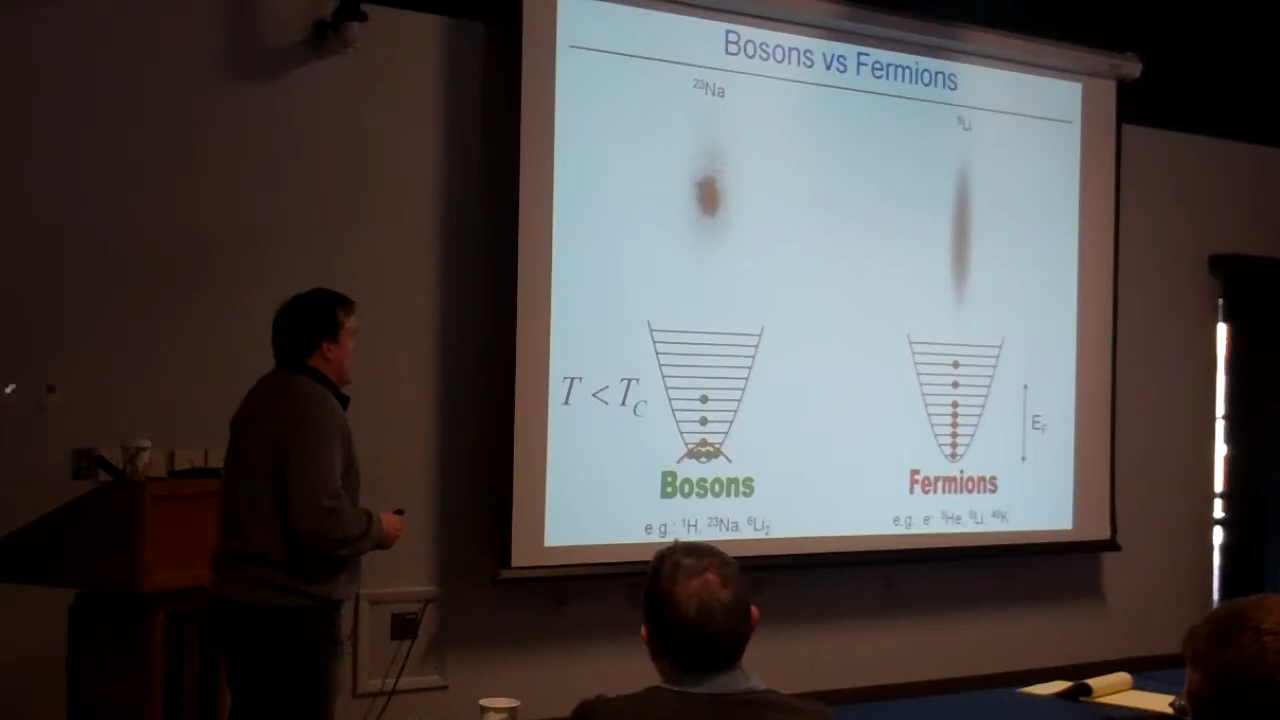 Bosons vs Fermions
²³Na
⁶Li
T < T_C
E_F
Bosons
Fermions
e.g.: ¹H, ²³Na, ⁶Li₂
e.g. e⁻ ³He, ⁶Li, ⁴⁰K